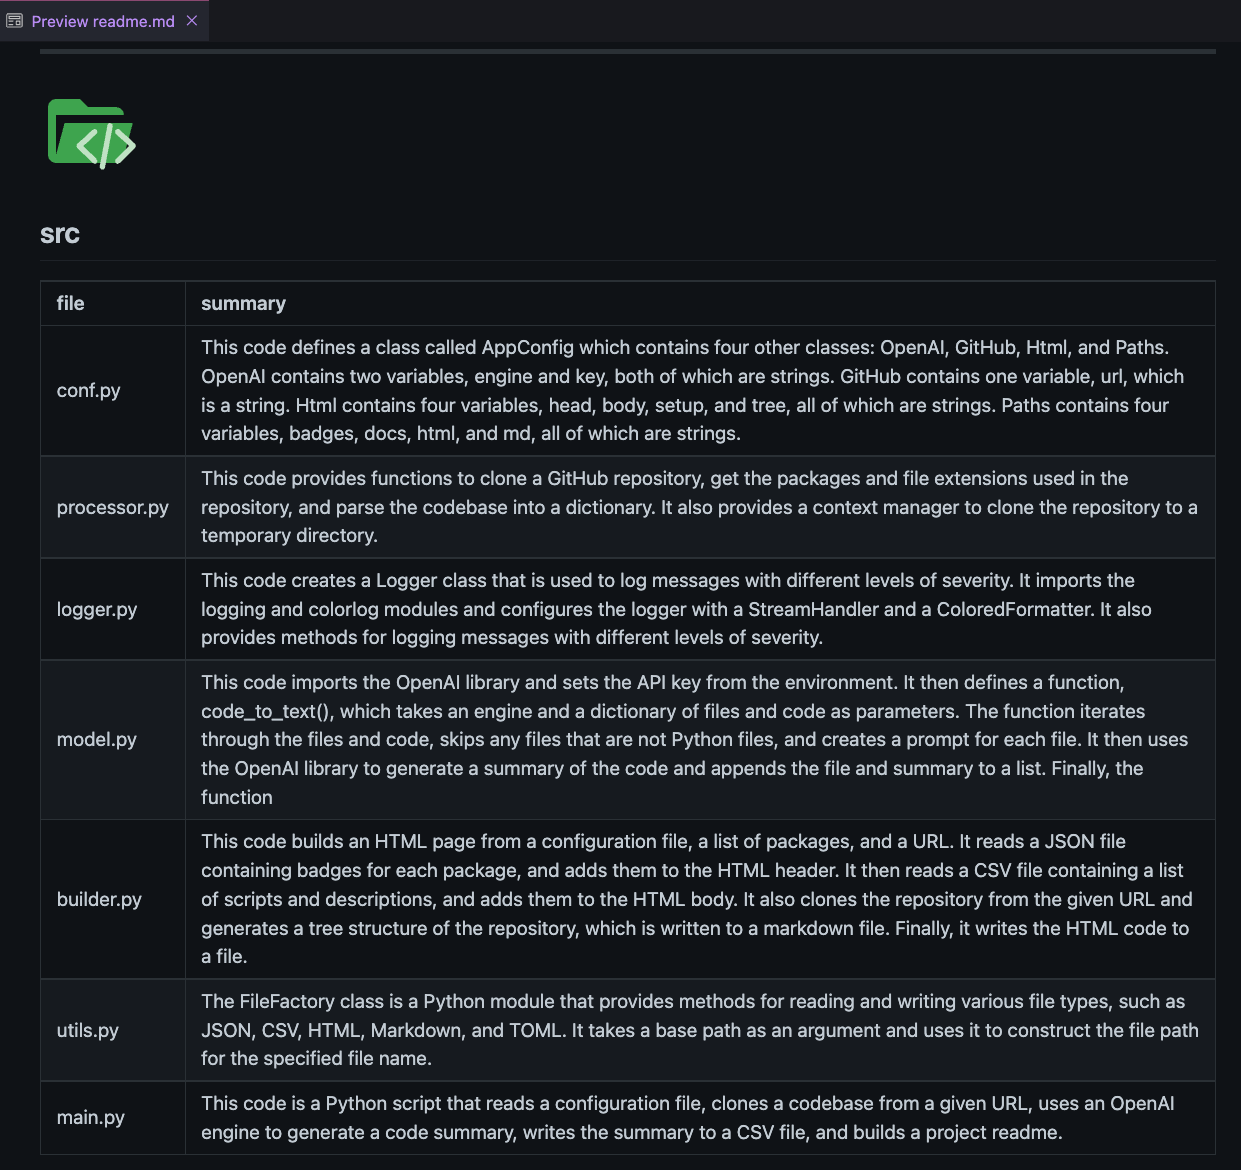 Preview readme.md
</>
src
file summary
This code defines a class called AppConfig which contains four other classes: OpenAI, GitHub, Html, and Paths.
OpenAI contains two variables, engine and key, both of which are strings. GitHub contains one variable, url, which
conf.py
is a string. Html contains four variables, head, body, setup, and tree, all of which are strings. Paths contains four
variables, badges, docs, html, and md, all of which are strings.
This code provides functions to clone a GitHub repository, get the packages and file extensions used in the
processor.py
repository, and parse the codebase into a dictionary. It also provides a context manager to clone the repository to a
temporary directory.
This code creates a Logger class that is used to log messages with different levels of severity. It imports the
logger.py
logging and colorlog modules and configures the logger with a StreamHandler and a ColoredFormatter. It also
provides methods for logging messages with different levels of severity.
This code imports the OpenAI library and sets the API key from the environment. It then defines a function,
code_to_text(), which takes an engine and a dictionary of files and code as parameters. The function iterates
model.py
through the files and code, skips any files that are not Python files, and creates a prompt for each file. It then uses
the OpenAI library to generate a summary of the code and appends the file and summary to a list. Finally, the
function
This code builds an HTML page from a configuration file, a list of packages, and a URL. It reads a JSON file
containing badges for each package, and adds them to the HTML header. It then reads a CSV file containing a list
builder.py
of scripts and descriptions, and adds them to the HTML body. It also clones the repository from the given URL and
generates a tree structure of the repository, which is written to a markdown file. Finally, it writes the HTML code to
a file.
The FileFactory class is a Python module that provides methods for reading and writing various file types, such as
utils.py
JSON, CSV, HTML, Markdown, and TOML. It takes a base path as an argument and uses it to construct the file path
for the specified file name.
main.py
This code is a Python script that reads a configuration file, clones a codebase from a given URL, uses an OpenAI
engine to generate a code summary, writes the summary to a CSV file, and builds a project readme.